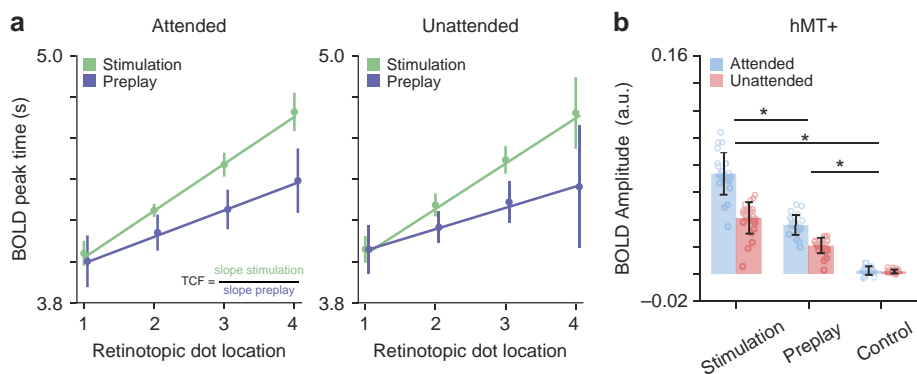 a
Attended
Unattended
5.0
Stimulation
Preplay
BOLD peak time (s)
TCF = slope stimulation
slope preplay
3.8
1 2 3 4
Retinotopic dot location
5.0
Stimulation
Preplay
3.8
1 2 3 4
Retinotopic dot location
b
hMT+
0.16
Attended
Unattended
*
*
*
BOLD Amplitude (a.u.)
−0.02
Stimulation
Preplay
Control